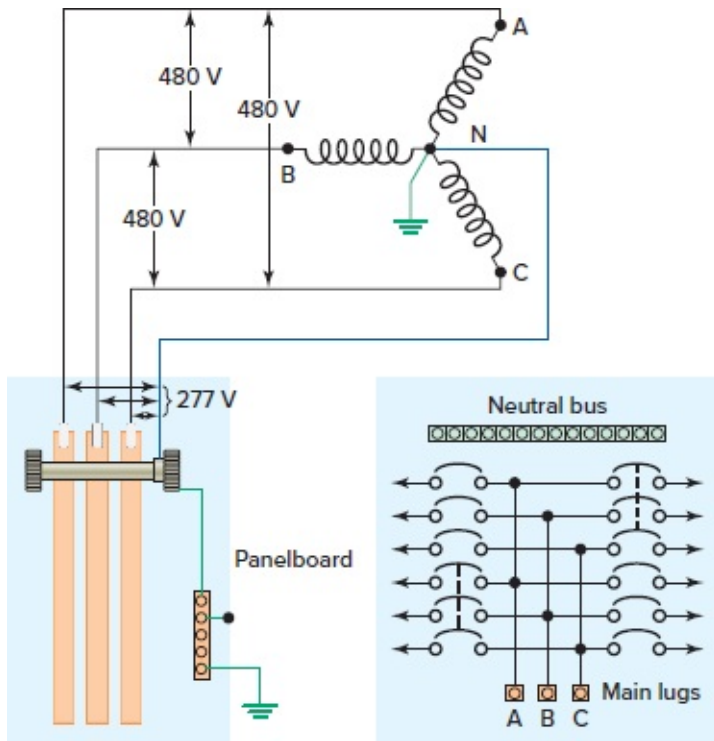 A
480 V
480 V
N
B
480 V
C
277 V
Neutral bus
Panelboard
Main lugs
A B C